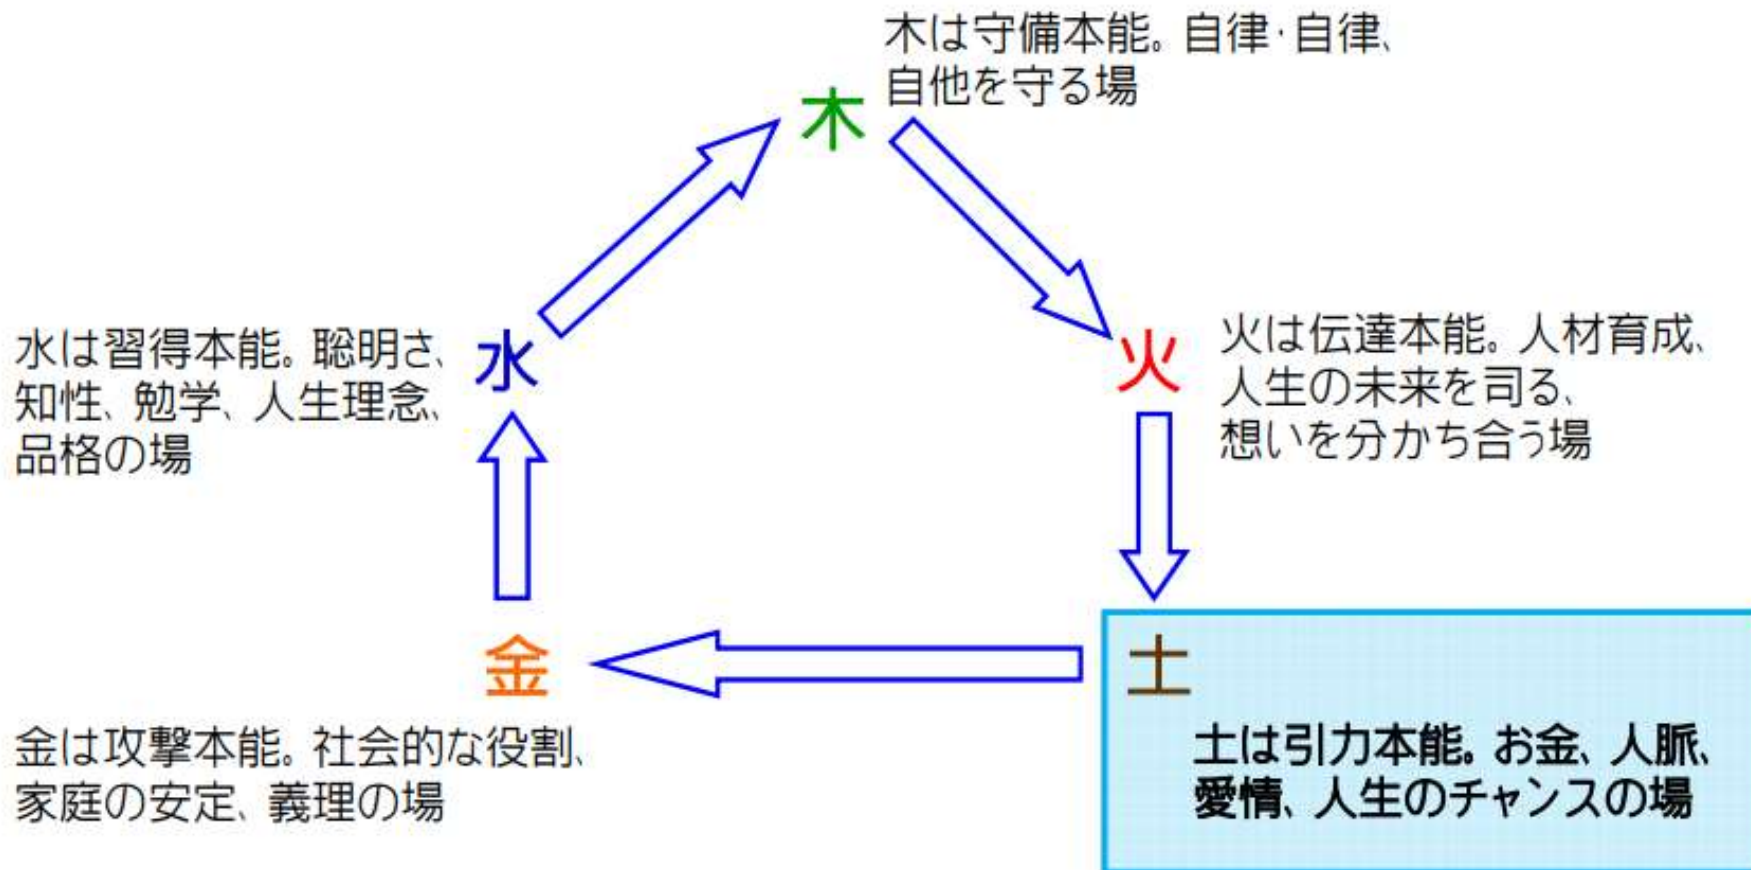 木は守備本能。自律・自律、
自他を守る場
木
水は習得本能。聡明さ、
知性、勉学、人生理念、
品格の場
水
火
火は伝達本能。人材育成、
人生の未来を司る、
想いを分かち合う場
金
金は攻撃本能。社会的な役割、
家庭の安定、義理の場
土
土は引力本能。お金、人脈、
愛情、人生のチャンスの場